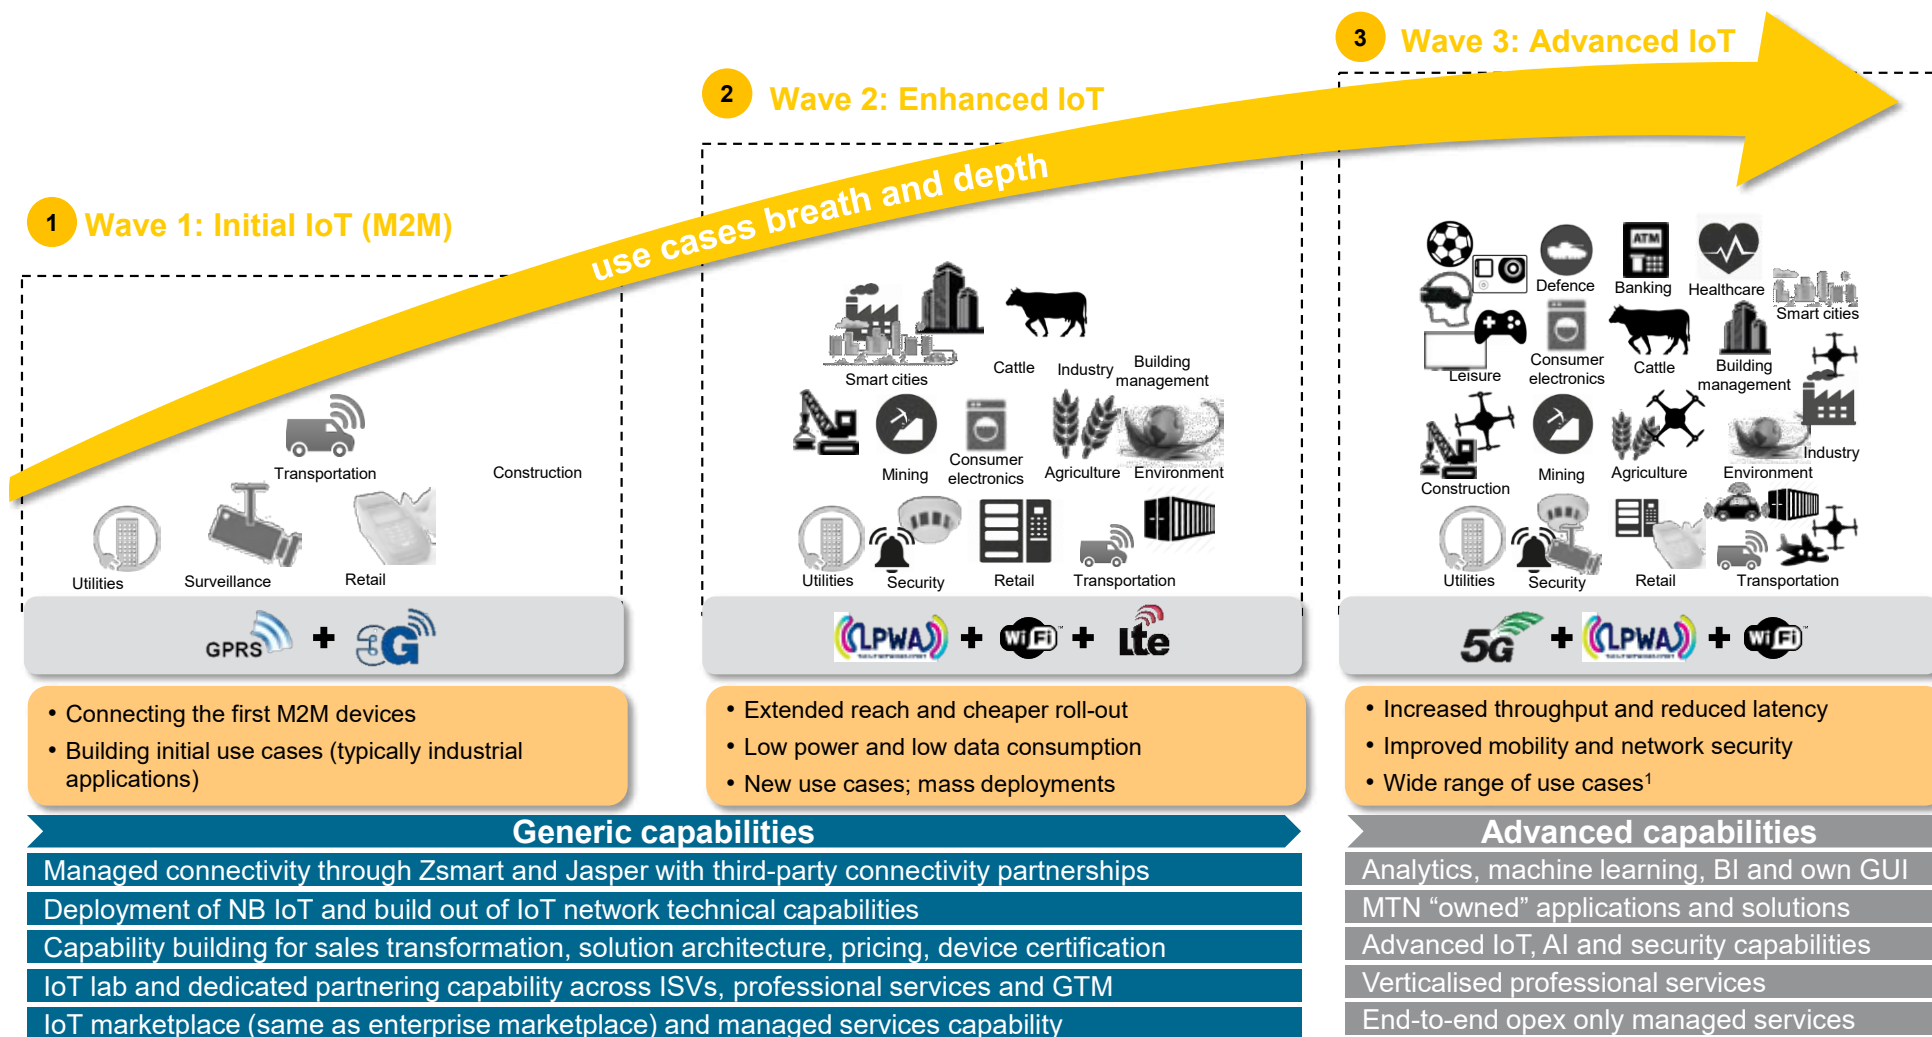 3 Wave 3: Advanced IoT
2 Wave 2: Enhanced IoT
1 Wave 1: Initial IoT (M2M)
use cases breath and depth
Transportation
Construction
Utilities
Surveillance
Retail
GPRS + 3G
• Connecting the first M2M devices
• Building initial use cases (typically industrial
applications)
Smart cities
Cattle
Industry
Building
management
Mining
Consumer
electronics
Agriculture
Environment
Utilities
Security
Retail
Transportation
LPWA + WiFi + lte
• Extended reach and cheaper roll-out
• Low power and low data consumption
• New use cases; mass deployments
ATM
Defence
Banking
Healthcare
Smart cities
Leisure
Consumer
electronics
Cattle
Building
management
Industry
Construction
Mining
Agriculture
Environment
Utilities
Security
Retail
Transportation
5G + LPWA + WiFi
• Increased throughput and reduced latency
• Improved mobility and network security
• Wide range of use cases¹
Generic capabilities
Managed connectivity through Zsmart and Jasper with third-party connectivity partnerships
Deployment of NB IoT and build out of IoT network technical capabilities
Capability building for sales transformation, solution architecture, pricing, device certification
IoT lab and dedicated partnering capability across ISVs, professional services and GTM
IoT marketplace (same as enterprise marketplace) and managed services capability
Advanced capabilities
Analytics, machine learning, BI and own GUI
MTN “owned” applications and solutions
Advanced IoT, AI and security capabilities
Verticalised professional services
End-to-end opex only managed services